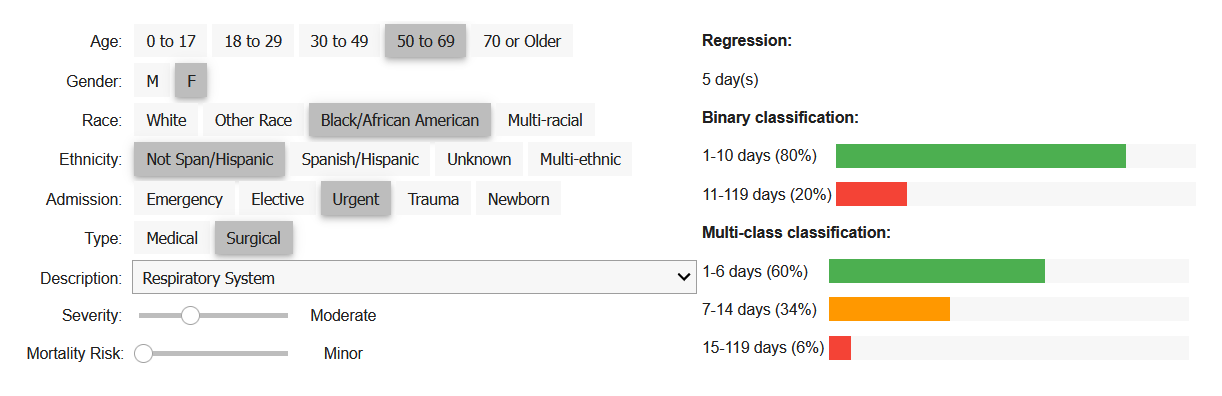 Age: 0 to 17 18 to 29 30 to 49 50 to 69 70 or Older
Gender: M F
Race: White Other Race Black/African American Multi-racial
Ethnicity: Not Span/Hispanic Spanish/Hispanic Unknown Multi-ethnic
Admission: Emergency Elective Urgent Trauma Newborn
Type: Medical Surgical
Description: Respiratory System
Severity: Moderate
Mortality Risk: Minor
Regression:
5 day(s)
Binary classification:
1-10 days (80%)
11-119 days (20%)
Multi-class classification:
1-6 days (60%)
7-14 days (34%)
15-119 days (6%)